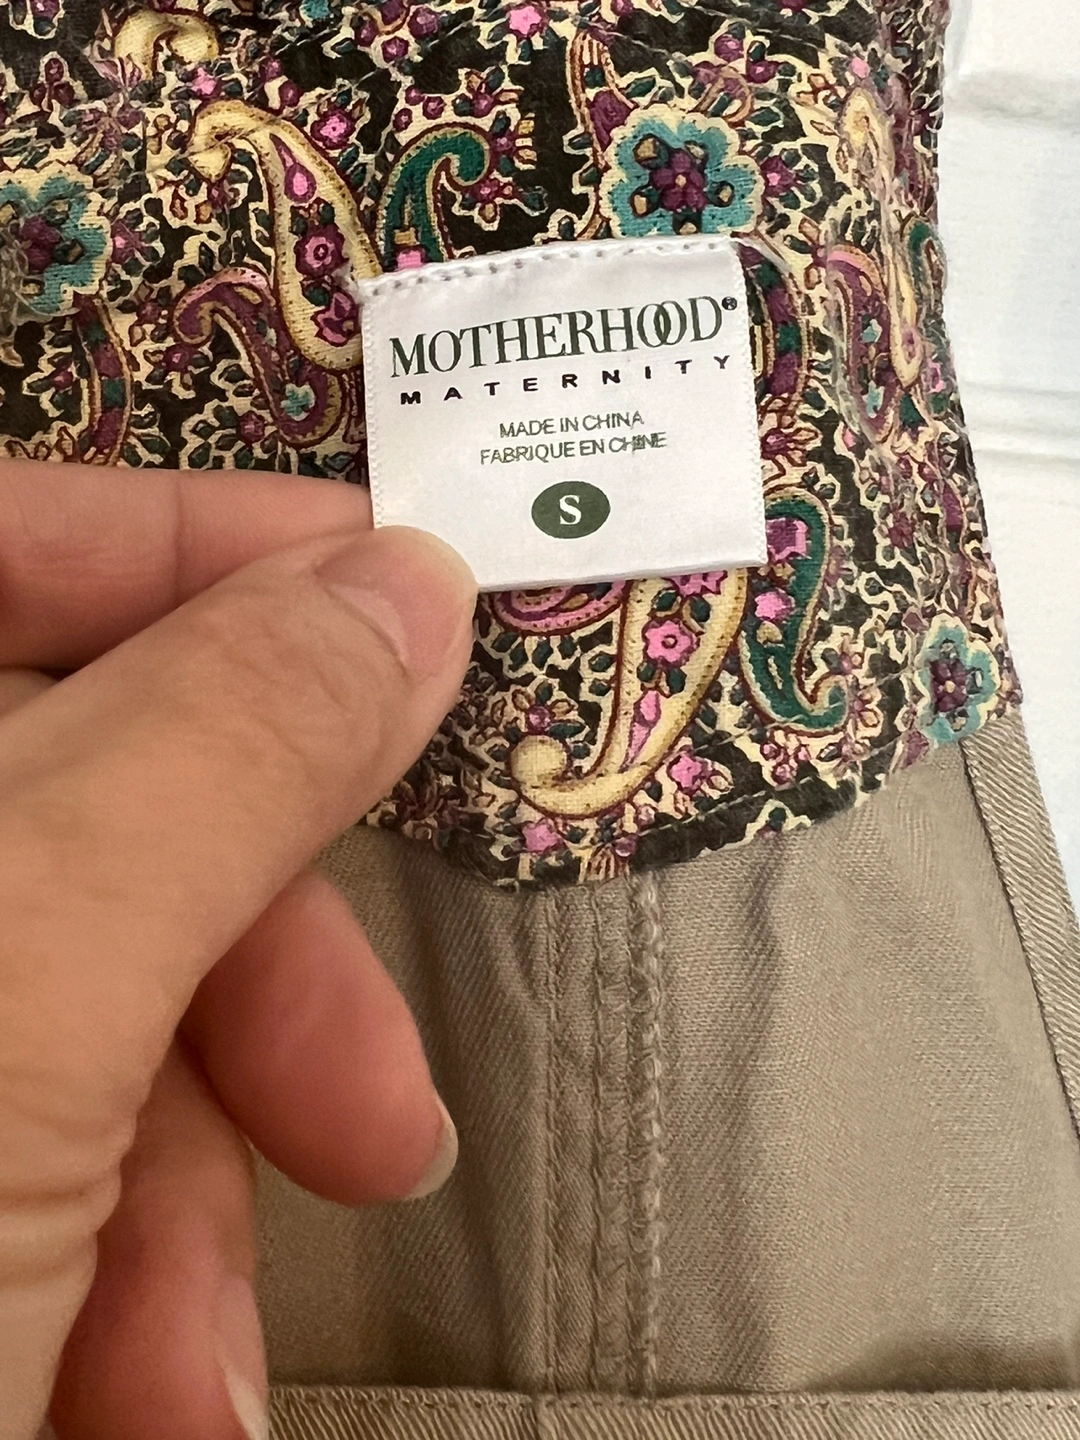 MOTHERHOOD®
MATERNITY
MADE IN CHINA
FABRIQUE EN CHINE
S